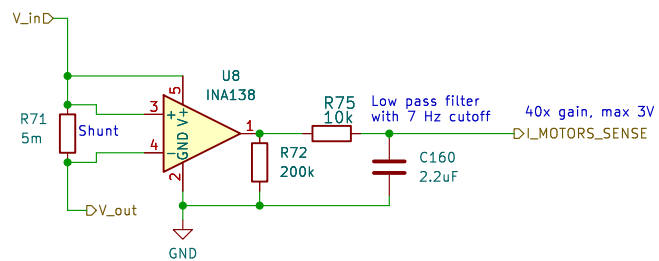 V_in
U8
INA138
5
3
+
V+
R71
5m
Shunt
4
-
GND
2
1
R72
200k
R75
10k
Low pass filter
with 7 Hz cutoff
40x gain, max 3V
I_MOTORS_SENSE
C160
2.2uF
V_out
GND